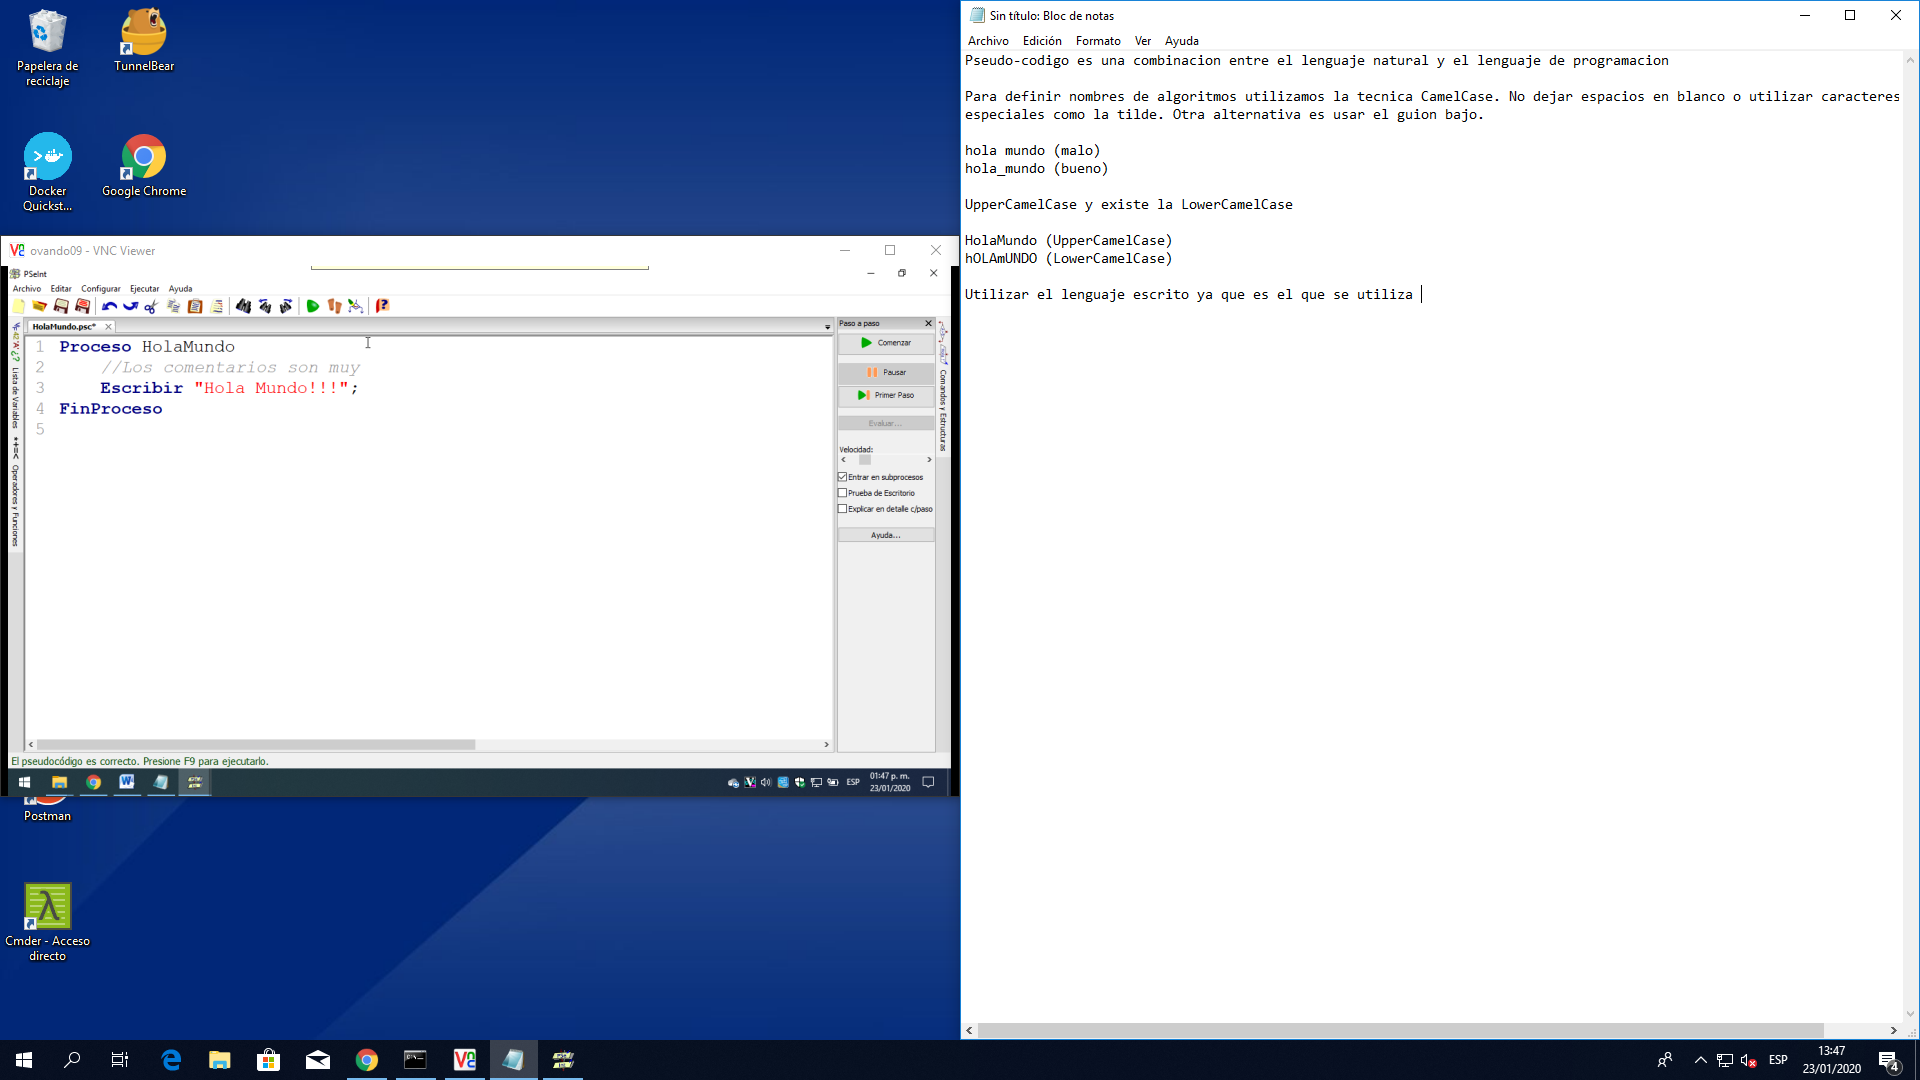 Papelera de
reciclaje
TunnelBear
Docker
Quickst...
Google Chrome
ovando09 - VNC Viewer
PSeInt
Archivo Editar Configurar Ejecutar Ayuda
HolaMundo.psc*
1 Proceso HolaMundo
2 //Los comentarios son muy
3 Escribir "Hola Mundo!!!";
4 FinProceso
5
Lista de Variables
Operadores y Funciones
Paso a paso
Comenzar
Pausar
Primer Paso
Evaluar...
Velocidad:
Entrar en subprocesos
Prueba de Escritorio
Explicar en detalle c/paso
Ayuda...
Comandos y Estructuras
El pseudocódigo es correcto. Presione F9 para ejecutarlo.
ESP
01:47 p. m.
23/01/2020
Postman
Cmder - Acceso
directo
Sin título: Bloc de notas
Archivo Edición Formato Ver Ayuda
Pseudo-codigo es una combinacion entre el lenguaje natural y el lenguaje de programacion
Para definir nombres de algoritmos utilizamos la tecnica CamelCase. No dejar espacios en blanco o utilizar caracteres
especiales como la tilde. Otra alternativa es usar el guion bajo.
hola mundo (malo)
hola_mundo (bueno)
UpperCamelCase y existe la LowerCamelCase
HolaMundo (UpperCamelCase)
hOLAmUNDO (LowerCamelCase)
Utilizar el lenguaje escrito ya que es el que se utiliza
ESP
13:47
23/01/2020
4